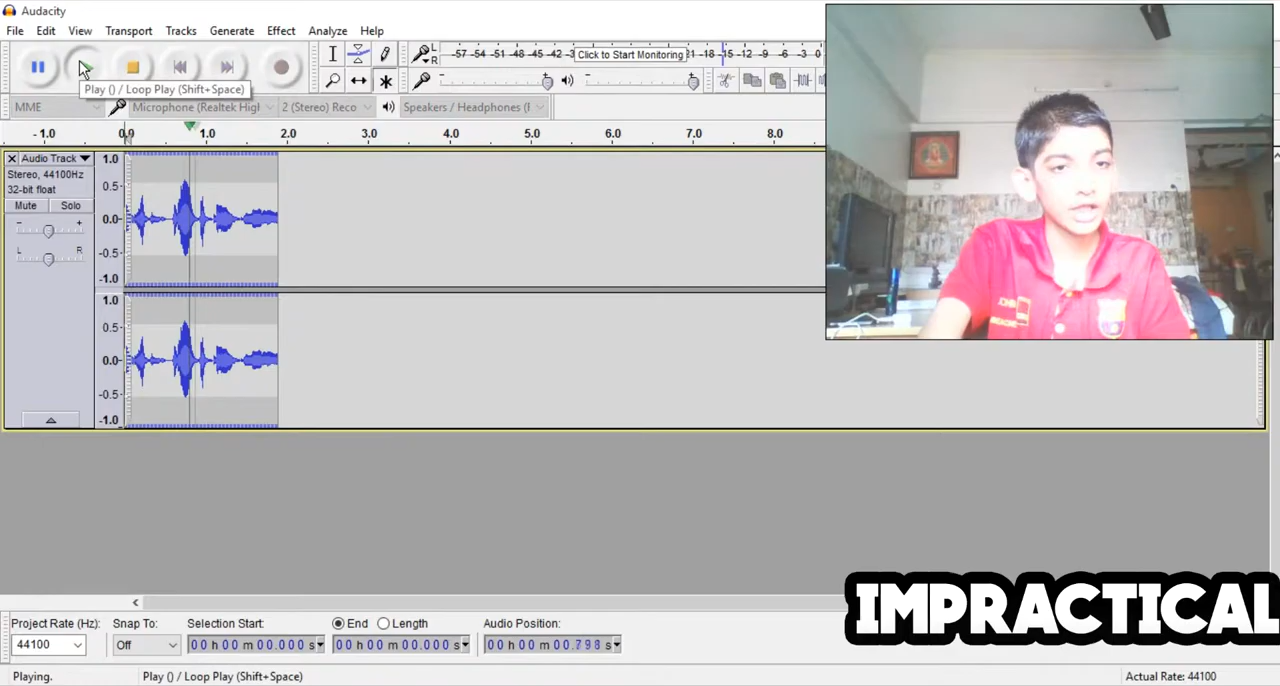 Audacity
File Edit View Transport Tracks Generate Effect Analyze Help
-57 -54 -51 -48 -45 -42 Click to Start Monitoring -21 -18 -15 -12 -9 -6 -3 0
L
R
Play () / Loop Play (Shift+Space)
MME Microphone (Realtek High 2 (Stereo) Reco Speakers / Headphones (
-1.0 0.0 1.0 2.0 3.0 4.0 5.0 6.0 7.0 8.0
Audio Track
Stereo, 44100Hz
32-bit float
Mute Solo
- +
L R
1.0
0.5
0.0
-0.5
-1.0
1.0
0.5
0.0
-0.5
-1.0
IMPRACTICAL
Project Rate (Hz): Snap To: Selection Start: End Length Audio Position:
44100 Off 00 h 00 m 00.000 s 00 h 00 m 00.000 s 00 h 00 m 00.798 s
Playing. Play () / Loop Play (Shift+Space) Actual Rate: 44100